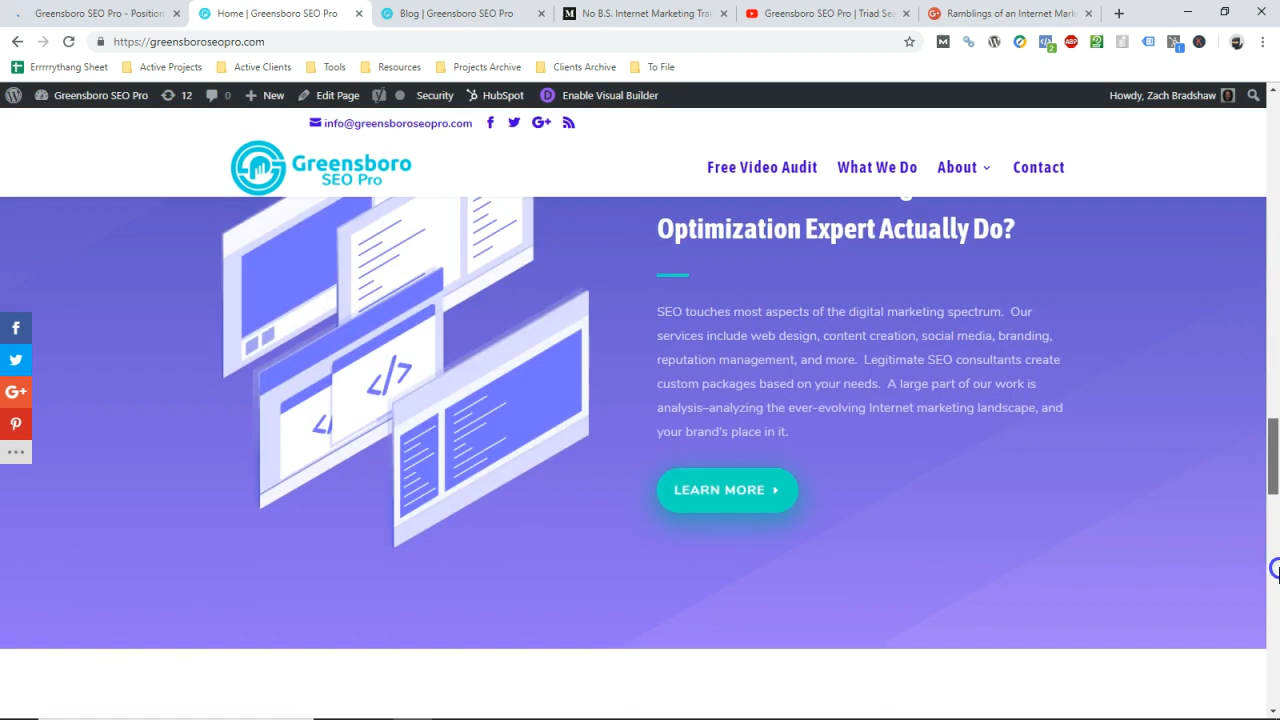 Greensboro SEO Pro - Position
Home | Greensboro SEO Pro
Blog | Greensboro SEO Pro
No B.S. Internet Marketing Trai
Greensboro SEO Pro | Triad Sea
Ramblings of an Internet Mark
https://greensboroseopro.com
Errrrrythang Sheet
Active Projects
Active Clients
Tools
Resources
Projects Archive
Clients Archive
To File
Greensboro SEO Pro
12
0
New
Edit Page
Security
HubSpot
Enable Visual Builder
Howdy, Zach Bradshaw
info@greensboroseopro.com
Greensboro
SEO Pro
Free Video Audit
What We Do
About
Contact
Optimization Expert Actually Do?
SEO touches most aspects of the digital marketing spectrum. Our
services include web design, content creation, social media, branding,
reputation management, and more. Legitimate SEO consultants create
custom packages based on your needs. A large part of our work is
analysis–analyzing the ever-evolving Internet marketing landscape, and
your brand's place in it.
LEARN MORE